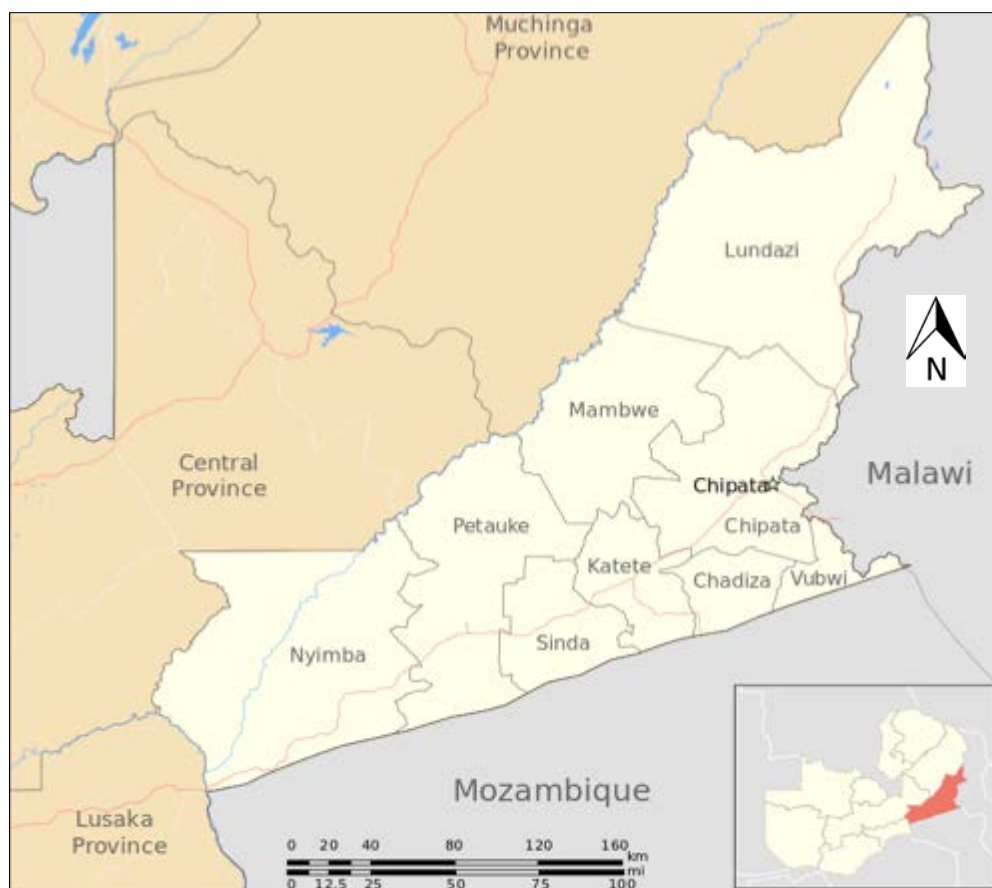 Muchinga
Province
Lundazi
N
Mambwe
Central
Province
Malawi
Chipata
Petauke
Chipata
Katete
Chadiza
Vubwi
Sinda
Nyimba
Mozambique
Lusaka
Province
0 20 40 80 120 160
km
mi
0 12.5 25 50 75 100